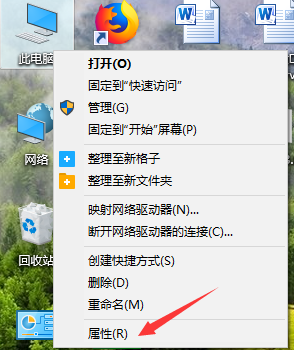 此电脑
打开(O)
固定到"快速访问"
管理(G)
固定到"开始"屏幕(P)
网络
整理至新格子
整理至新文件夹
映射网络驱动器(N)...
断开网络驱动器的连接(C)...
回收站
创建快捷方式(S)
删除(D)
重命名(M)
属性(R)